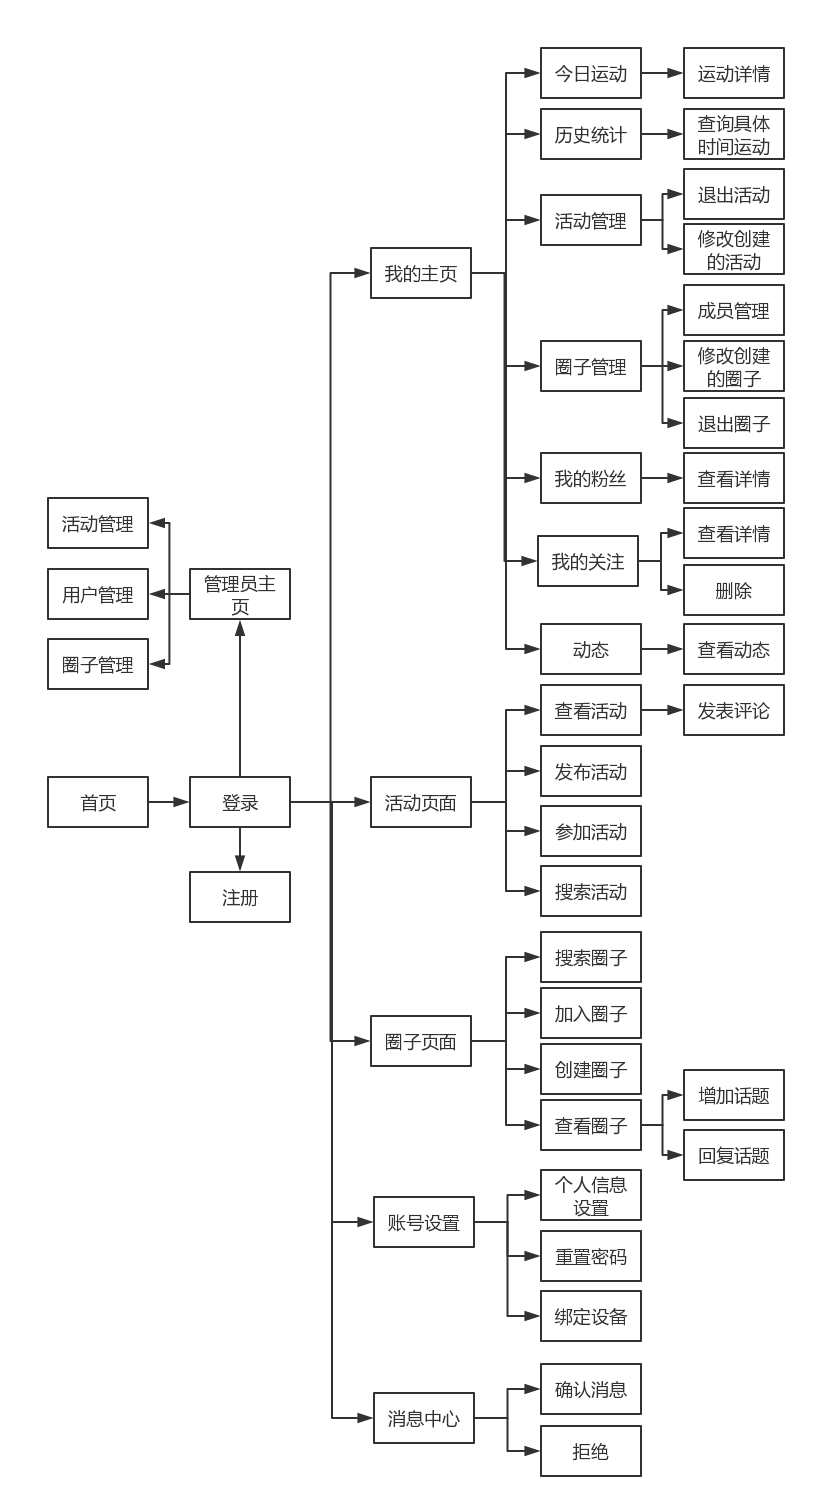 今日运动
运动详情
历史统计
查询具体
时间运动
活动管理
退出活动
修改创建
的活动
我的主页
圈子管理
成员管理
修改创建
的圈子
退出圈子
我的粉丝
查看详情
我的关注
查看详情
删除
动态
查看动态
活动管理
用户管理
圈子管理
管理员主
页
首页
登录
注册
活动页面
查看活动
发表评论
发布活动
参加活动
搜索活动
圈子页面
搜索圈子
加入圈子
创建圈子
查看圈子
增加话题
回复话题
账号设置
个人信息
设置
重置密码
绑定设备
消息中心
确认消息
拒绝